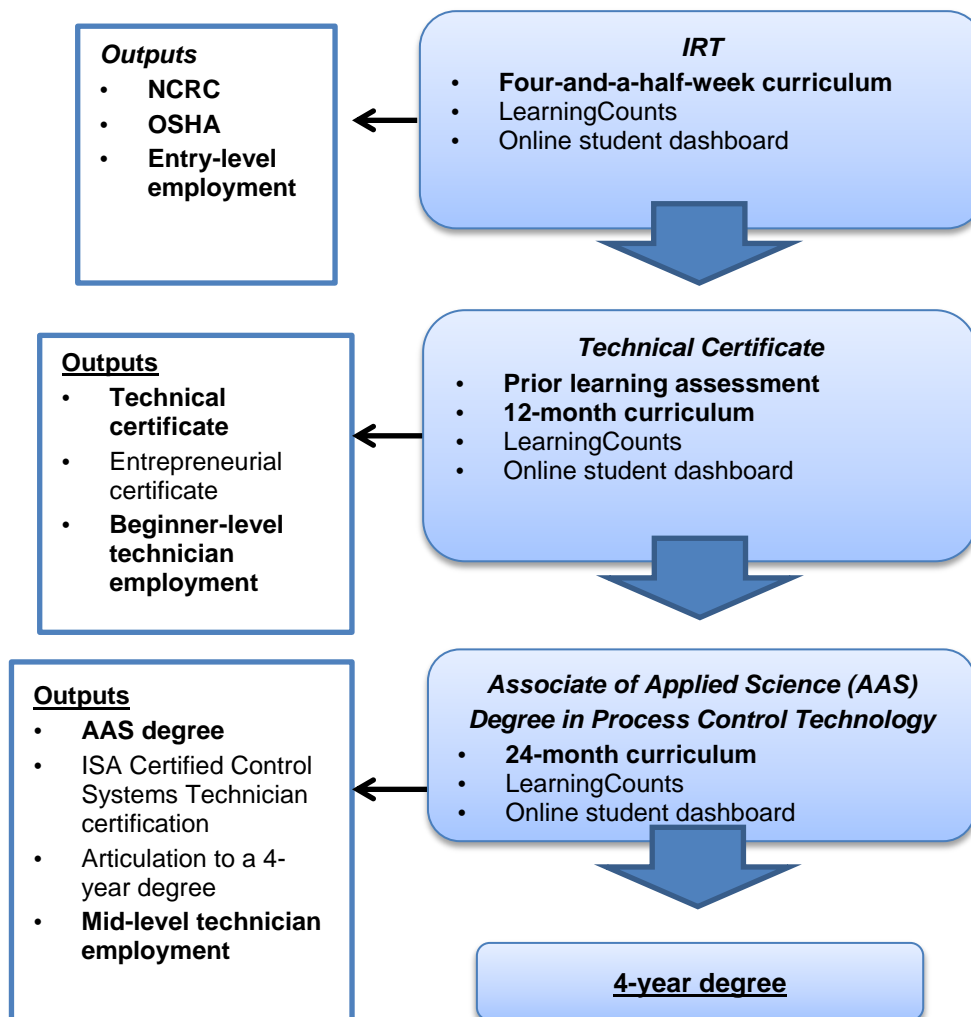 Outputs
• NCRC
• OSHA
• Entry-level
employment
IRT
• Four-and-a-half-week curriculum
• LearningCounts
• Online student dashboard
Outputs
• Technical
certificate
• Entrepreneurial
certificate
• Beginner-level
technician
employment
Technical Certificate
• Prior learning assessment
• 12-month curriculum
• LearningCounts
• Online student dashboard
Outputs
• AAS degree
• ISA Certified Control
Systems Technician
certification
• Articulation to a 4-
year degree
• Mid-level technician
employment
Associate of Applied Science (AAS)
Degree in Process Control Technology
• 24-month curriculum
• LearningCounts
• Online student dashboard
4-year degree